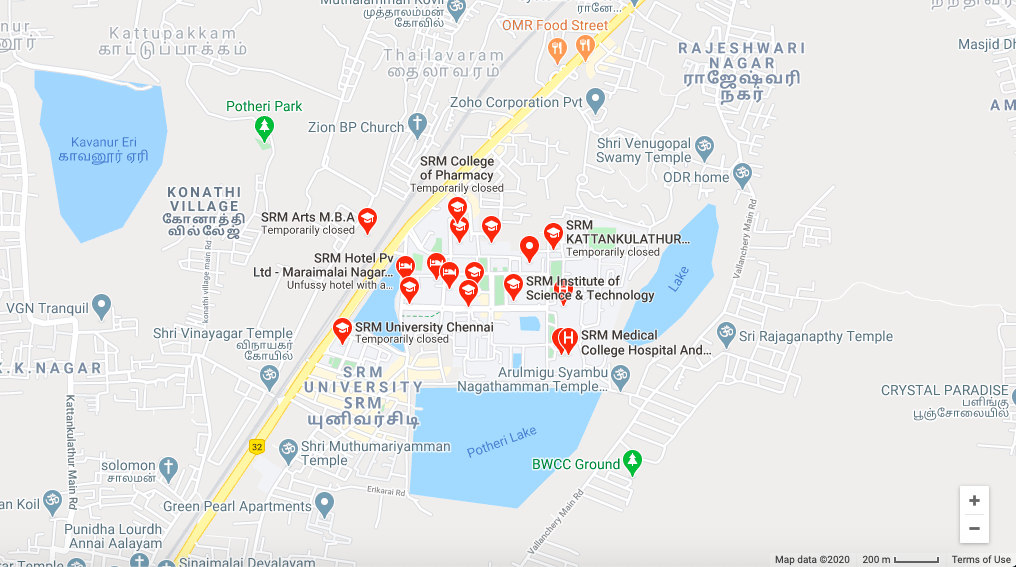 Muthalamman Kovil
முத்தாலம்மன்
கோவில்
ரானே...
OMR Food Street
Kattupakkam
காட்டுப்பாக்கம்
Thailavaram
தைலாவரம்
RAJESHWARI
NAGAR
ராஜேஷ்வரி
நகர்
Masjid Dh
AM
Potheri Park
Zoho Corporation Pvt
Zion BP Church
Kavanur Eri
காவனூர் ஏரி
Shri Venugopal
Swamy Temple
ODR home
SRM College
of Pharmacy
Temporarily closed
KONATHI
VILLAGE
கோனாத்தி
வில்லேஜ்
konathi village main Rd
SRM Arts M.B.A
Temporarily closed
SRM
KATTANKULATHUR...
Temporarily closed
Vallanchery Main Rd
SRM Hotel Pv
Ltd - Maraimalai Nagar...
Unfussy hotel with a...
SRM Institute of
Science & Technology
Lake
VGN Tranquil
SRM University Chennai
Temporarily closed
SRM Medical
College Hospital And...
Shri Vinayagar Temple
விநாயகர்
கோயில்
Sri Rajaganapthy Temple
K.K.NAGAR
SRM
UNIVERSITY
SRM
யுனிவர்சிடி
Arulmigu Syambu
Nagathamman Temple...
CRYSTAL PARADISE
பளிங்கு
பூஞ்சோலையில்
Kattankulathur Main Rd
32
Shri Muthumariyamman
Temple
Potheri Lake
BWCC Ground
solomon
சாலமன்
Erikarai Rd
an Koil
Green Pearl Apartments
Vallanchery Main Rd
Punidha Lourdh
Annai Aalayam
Sinaimalai Devalayam
tar Temple
+
−
Map data ©2020
200 m
Terms of Use